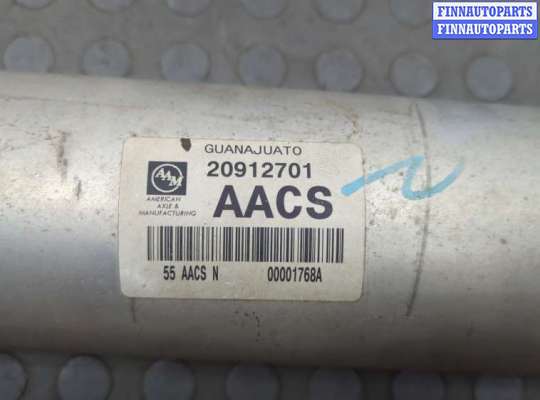 FINNAUTOPARTS
FINNAUTOPARTS
GUANAJUATO
20912701
AAM
AMERICAN
AXLE &
MANUFACTURING
AACS
55 AACS N 00001768A